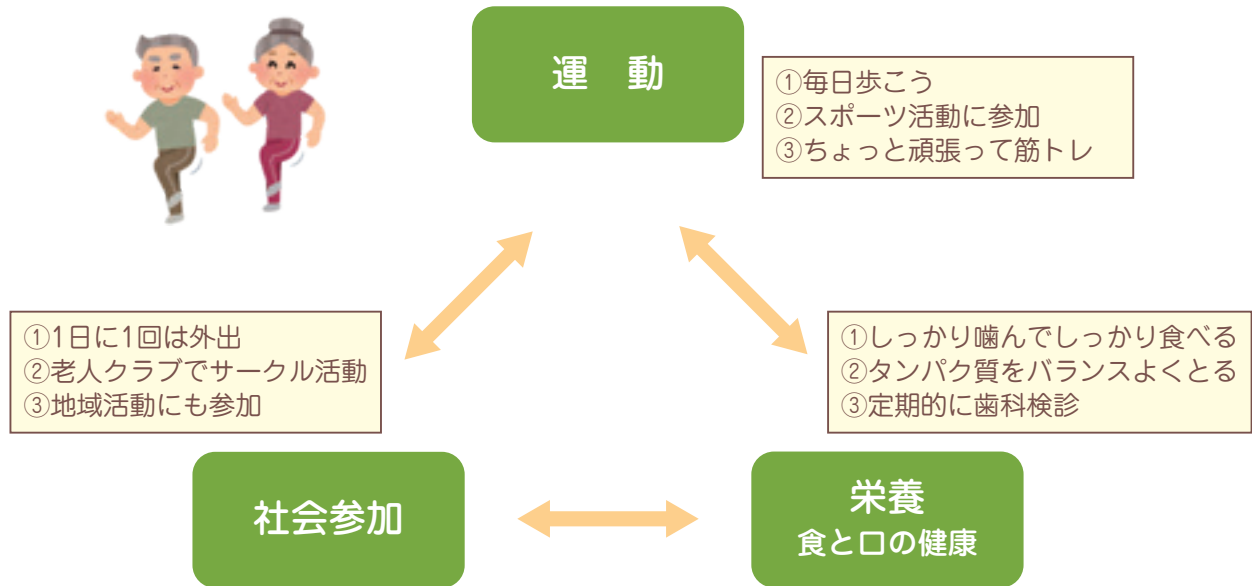 運　動
①毎日歩こう
②スポーツ活動に参加
③ちょっと頑張って筋トレ
①1日に1回は外出
②老人クラブでサークル活動
③地域活動にも参加
社会参加
①しっかり噛んでしっかり食べる
②タンパク質をバランスよくとる
③定期的に歯科検診
栄養
食と口の健康